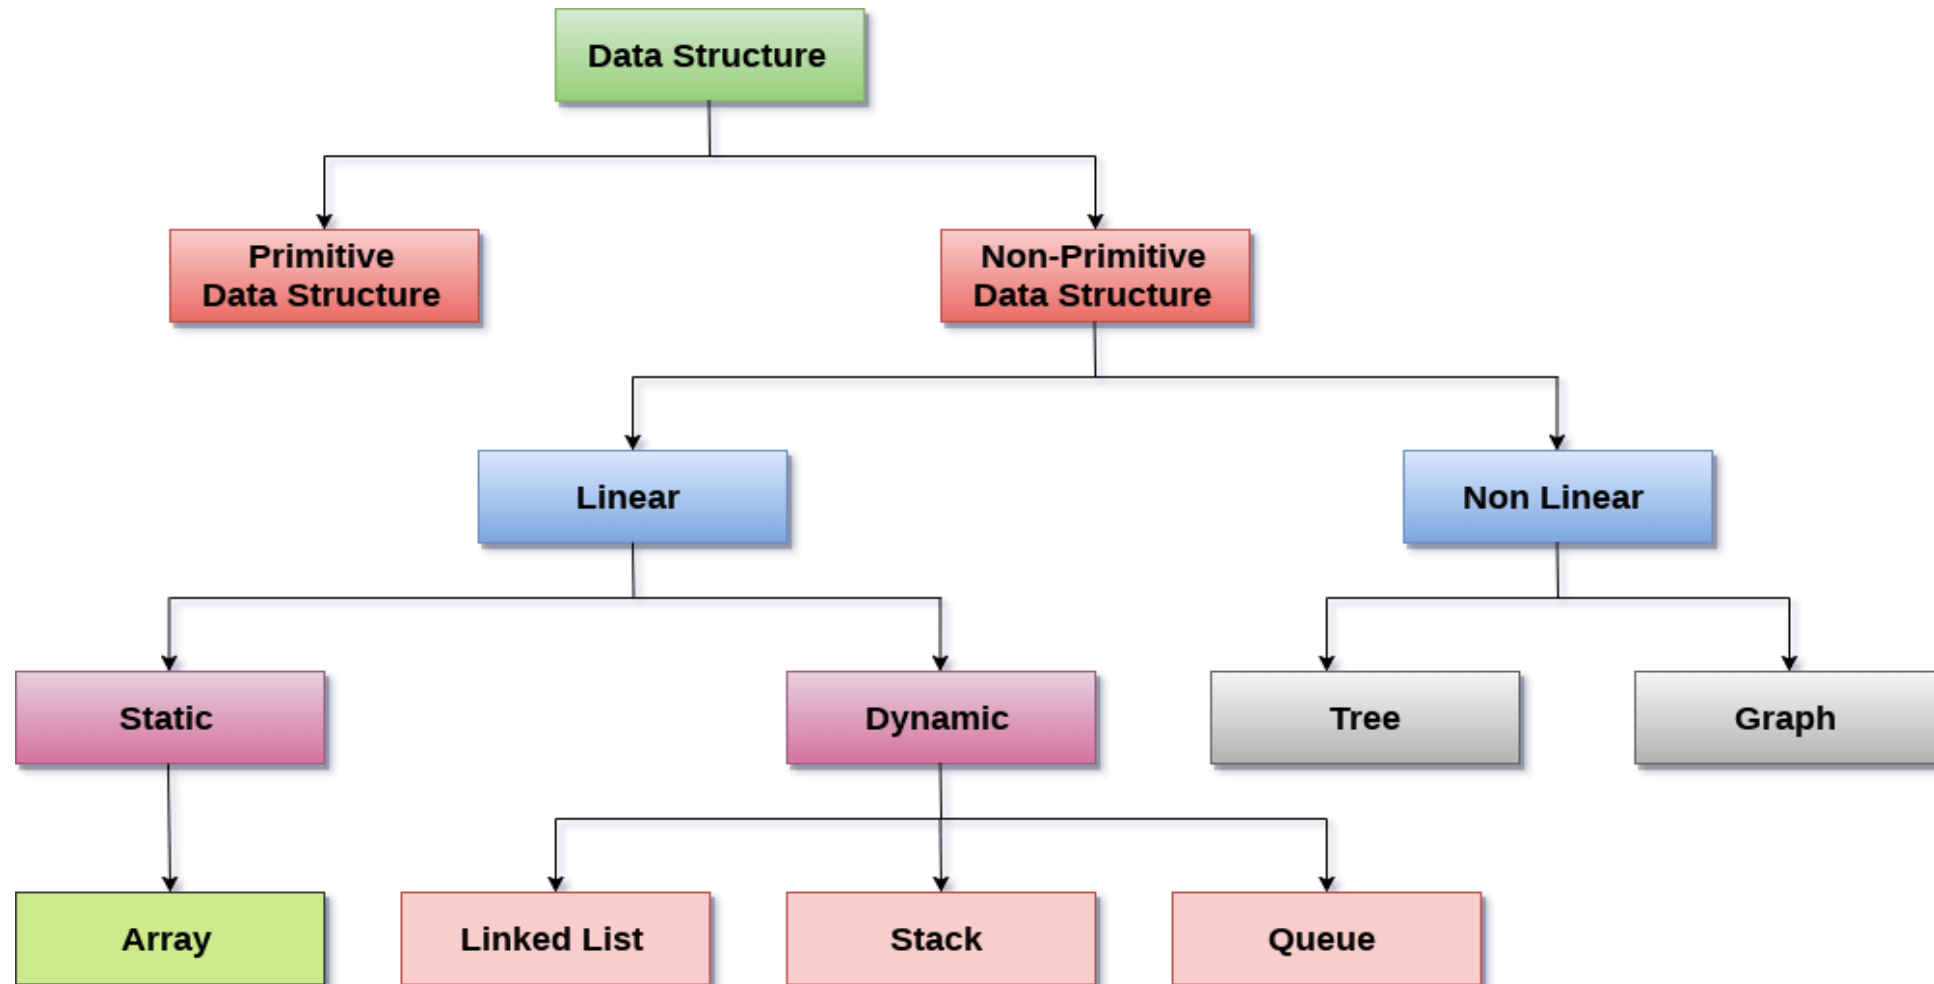 Data Structure
Primitive
Data Structure
Non-Primitive
Data Structure
Linear
Non Linear
Static
Dynamic
Tree
Graph
Array
Linked List
Stack
Queue